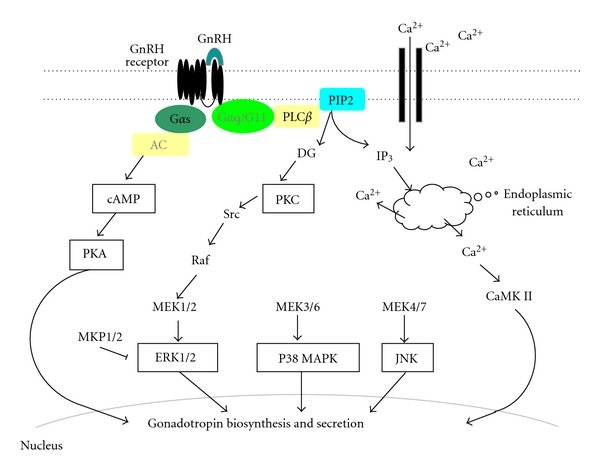 GnRH
GnRH
receptor
Ca²⁺
Ca²⁺
Ca²⁺
Gαs
Gαq/G11
PLCβ
PIP2
AC
DG
IP₃
Ca²⁺
cAMP
PKC
Src
Ca²⁺
Endoplasmic
reticulum
PKA
Raf
Ca²⁺
MEK1/2
MEK3/6
MEK4/7
CaMK II
MKP1/2
ERK1/2
P38 MAPK
JNK
Gonadotropin biosynthesis and secretion
Nucleus